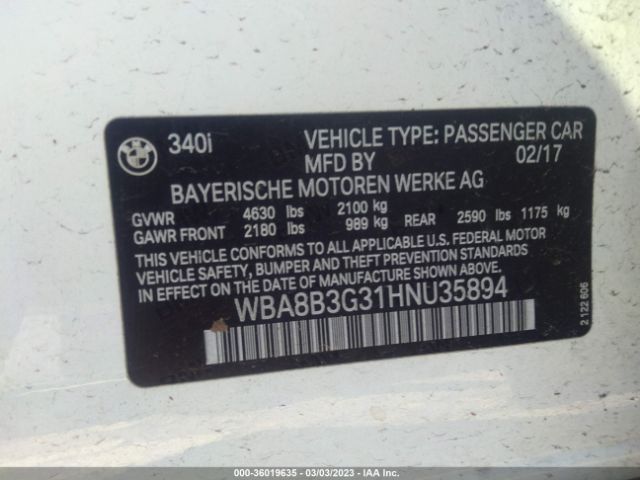 340i VEHICLE TYPE: PASSENGER CAR
MFD BY 02/17
BAYERISCHE MOTOREN WERKE AG
GVWR 4630 lbs 2100 kg
GAWR FRONT 2180 lbs 989 kg REAR 2590 lbs 1175 kg
THIS VEHICLE CONFORMS TO ALL APPLICABLE U.S. FEDERAL MOTOR
VEHICLE SAFETY, BUMPER AND THEFT PREVENTION STANDARDS
IN EFFECT ON THE DATE OF MANUFACTURE SHOWN ABOVE.
WBA8B3G31HNU35894
2 122 606
000-36019635 - 03/03/2023 - IAA Inc.